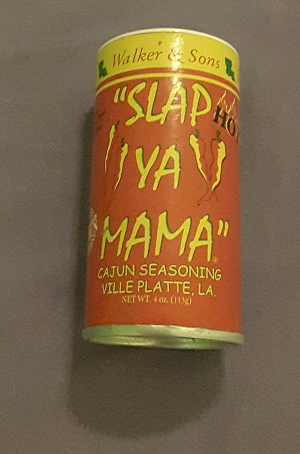 Walker & Sons
"SLAP
HOT
YA
MAMA"®
CAJUN SEASONING
VILLE PLATTE, LA.
NET WT. 4 oz. (113g)